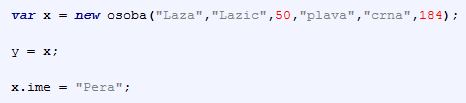 var x = new osoba("Laza","Lazic",50,"plava","crna",184);
y = x;
x.ime = "Pera";